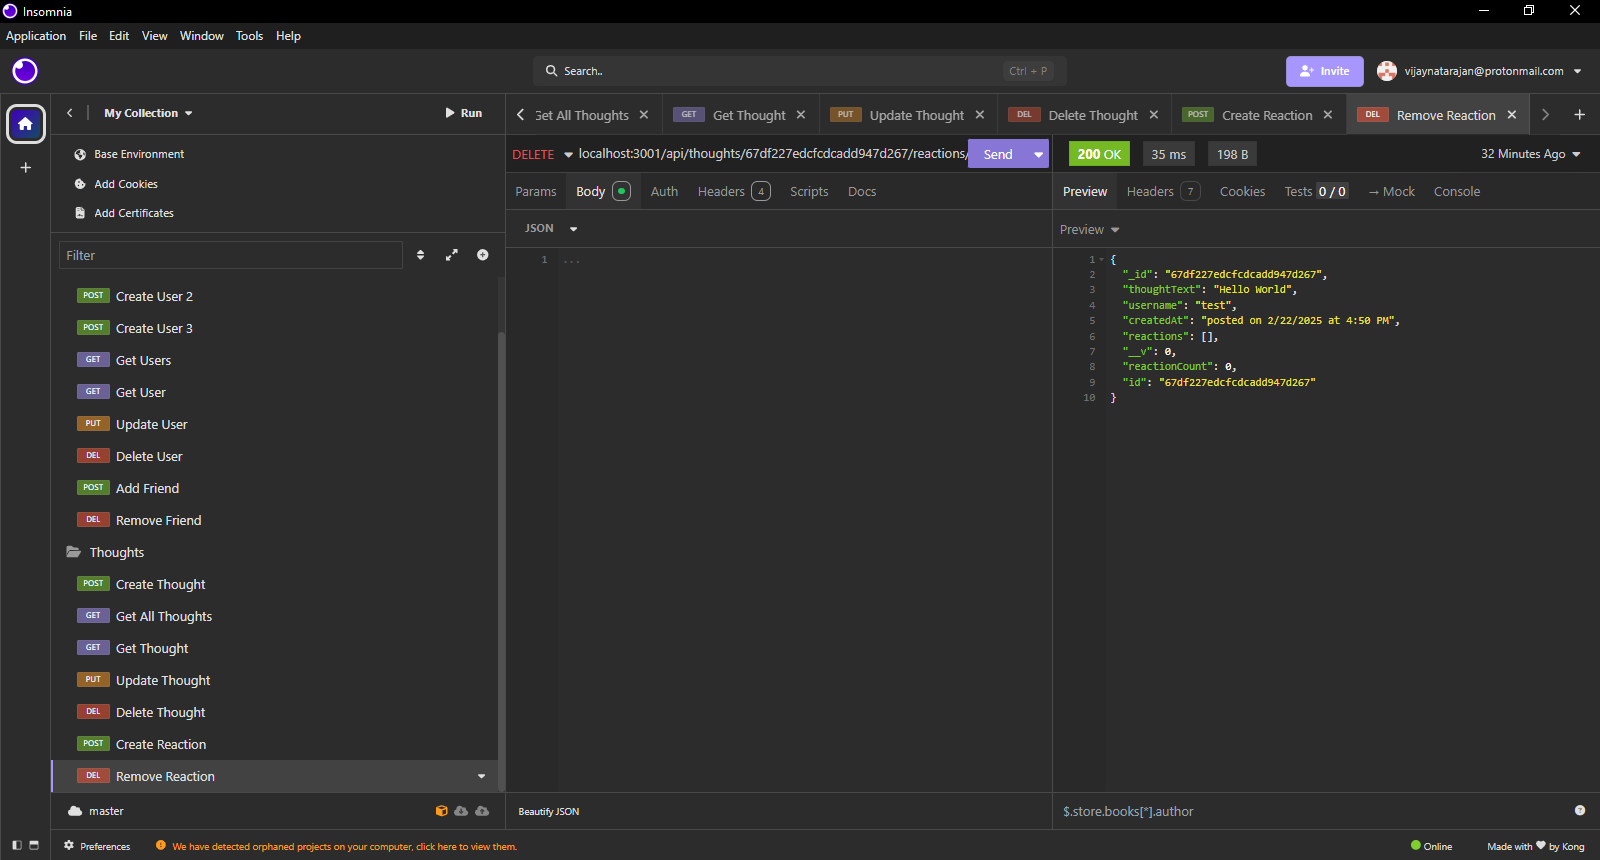 Insomnia
Application File Edit View Window Tools Help
Search.. Ctrl + P
Invite
vijaynatarajan@protonmail.com
My Collection
Run
Base Environment
Add Cookies
Add Certificates
Filter
POST Create User 2
POST Create User 3
GET Get Users
GET Get User
PUT Update User
DEL Delete User
POST Add Friend
DEL Remove Friend
Thoughts
POST Create Thought
GET Get All Thoughts
GET Get Thought
PUT Update Thought
DEL Delete Thought
POST Create Reaction
DEL Remove Reaction
master
Get All Thoughts GET Get Thought PUT Update Thought DEL Delete Thought POST Create Reaction DEL Remove Reaction
DELETE localhost:3001/api/thoughts/67df227edcfcdcadd947d267/reactions/ Send
Params Body Auth Headers 4 Scripts Docs
JSON
1 ...
Beautify JSON
200 OK 35 ms 198 B 32 Minutes Ago
Preview Headers 7 Cookies Tests 0 / 0 → Mock Console
Preview
1 {
2 "_id": "67df227edcfcdcadd947d267",
3 "thoughtText": "Hello World",
4 "username": "test",
5 "createdAt": "posted on 2/22/2025 at 4:50 PM",
6 "reactions": [],
7 "__v": 0,
8 "reactionCount": 0,
9 "id": "67df227edcfcdcadd947d267"
10 }
$.store.books[*].author
Preferences We have detected orphaned projects on your computer, click here to view them. Online Made with ♥ by Kong